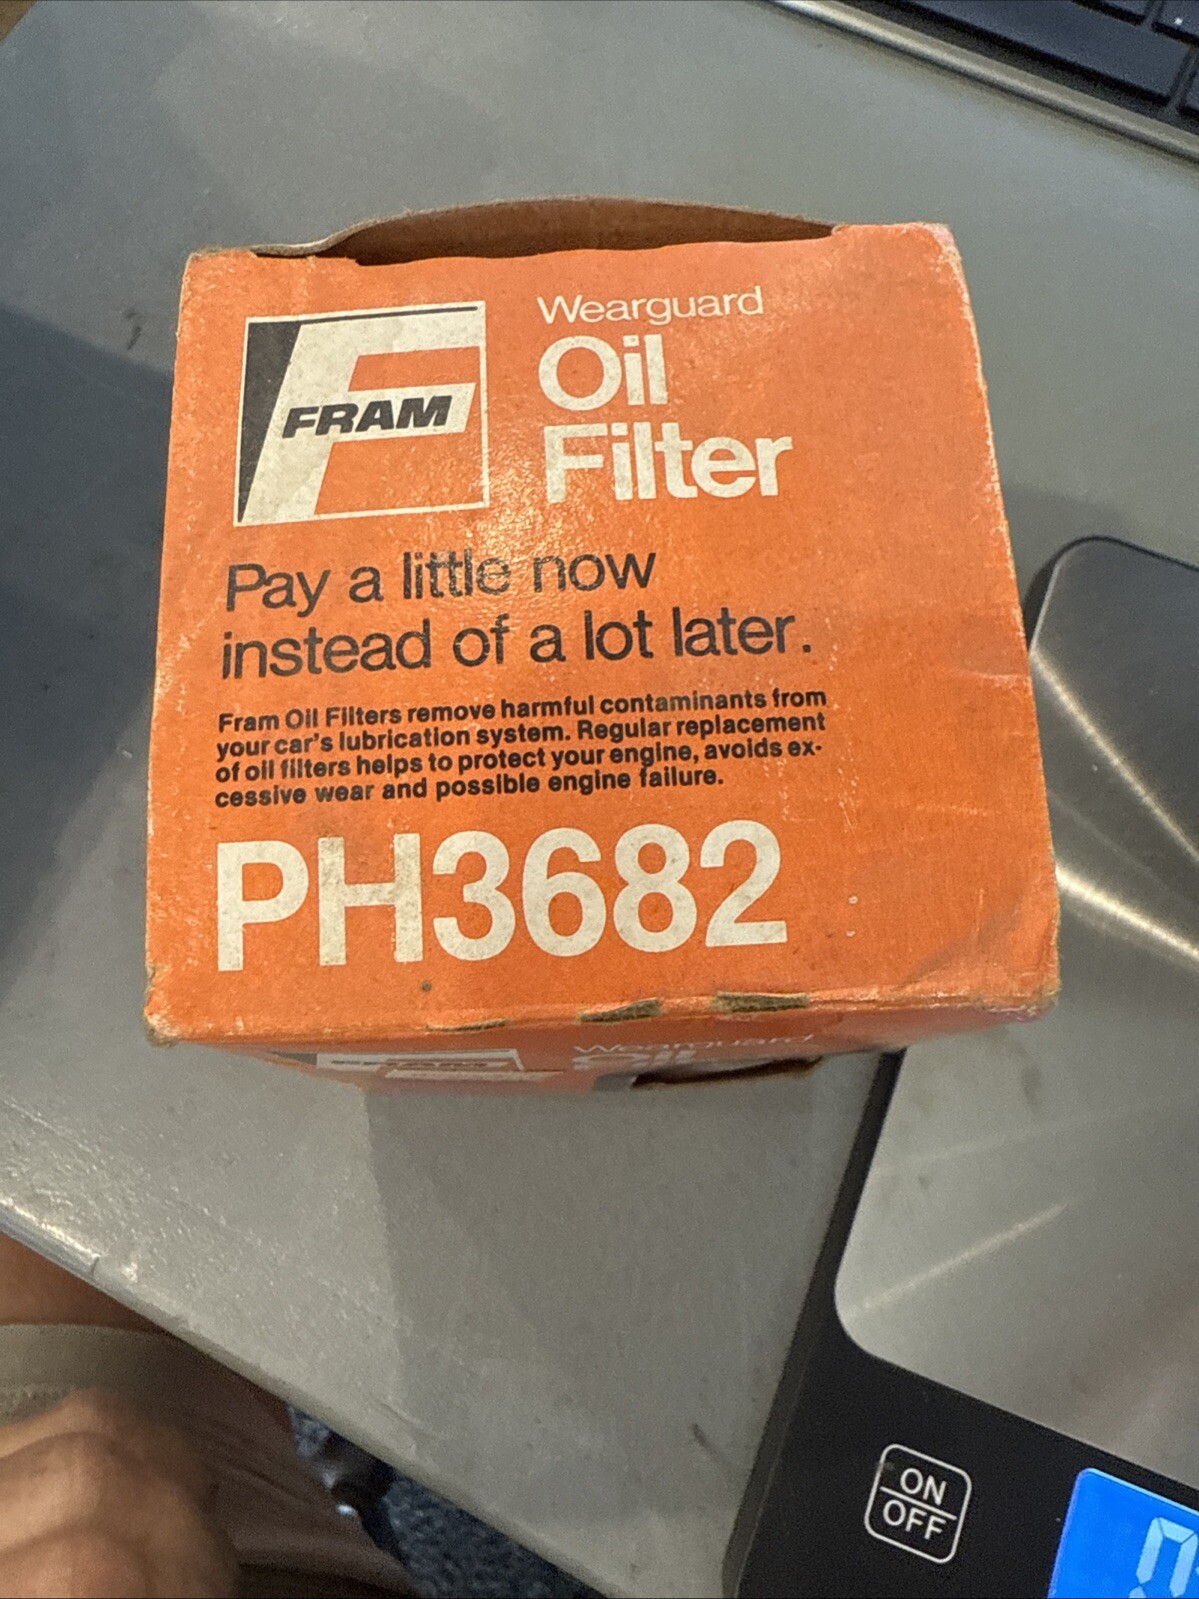 FRAM
Wearguard
Oil
Filter
Pay a little now
instead of a lot later.
Fram Oil Filters remove harmful contaminants from
your car's lubrication system. Regular replacement
of oil filters helps to protect your engine, avoids ex-
cessive wear and possible engine failure.
PH3682
FRAM
Wearguard
Oil
ON
OFF